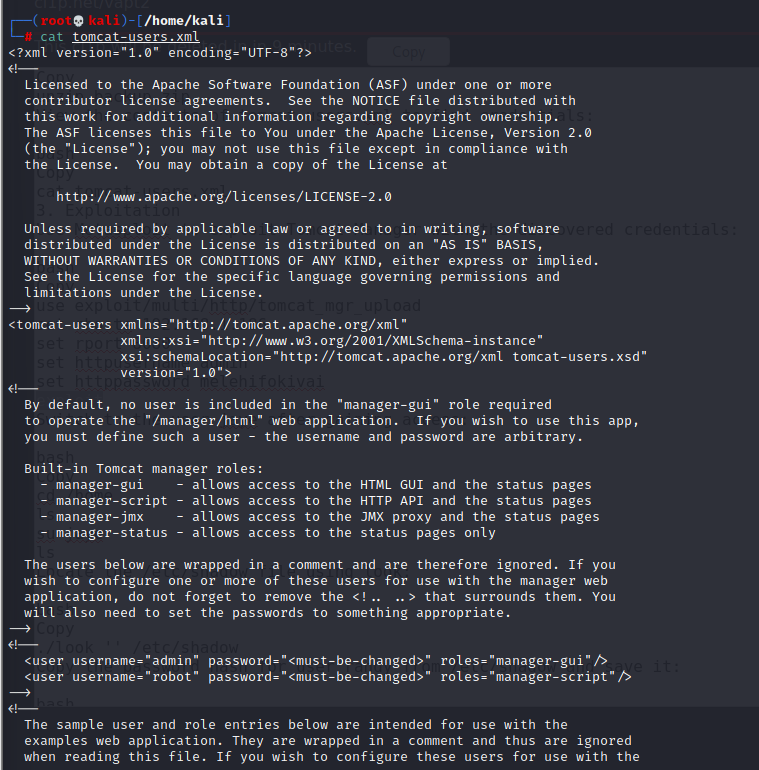 (root💀kali)-[/home/kali]
# cat tomcat-users.xml
<?xml version="1.0" encoding="UTF-8"?>
<!--
Licensed to the Apache Software Foundation (ASF) under one or more
contributor license agreements.  See the NOTICE file distributed with
this work for additional information regarding copyright ownership.
The ASF licenses this file to You under the Apache License, Version 2.0
(the "License"); you may not use this file except in compliance with
the License.  You may obtain a copy of the License at
http://www.apache.org/licenses/LICENSE-2.0
Unless required by applicable law or agreed to in writing, software
distributed under the License is distributed on an "AS IS" BASIS,
WITHOUT WARRANTIES OR CONDITIONS OF ANY KIND, either express or implied.
See the License for the specific language governing permissions and
limitations under the License.
-->
<tomcat-users xmlns="http://tomcat.apache.org/xml"
xmlns:xsi="http://www.w3.org/2001/XMLSchema-instance"
xsi:schemaLocation="http://tomcat.apache.org/xml tomcat-users.xsd"
version="1.0">
<!--
By default, no user is included in the "manager-gui" role required
to operate the "/manager/html" web application.  If you wish to use this app,
you must define such a user - the username and password are arbitrary.
Built-in Tomcat manager roles:
- manager-gui    - allows access to the HTML GUI and the status pages
- manager-script - allows access to the HTTP API and the status pages
- manager-jmx    - allows access to the JMX proxy and the status pages
- manager-status - allows access to the status pages only
The users below are wrapped in a comment and are therefore ignored. If you
wish to configure one or more of these users for use with the manager web
application, do not forget to remove the <!.. ..> that surrounds them. You
will also need to set the passwords to something appropriate.
-->
<!--
<user username="admin" password="<must-be-changed>" roles="manager-gui"/>
<user username="robot" password="<must-be-changed>" roles="manager-script"/>
-->
<!--
The sample user and role entries below are intended for use with the
examples web application. They are wrapped in a comment and thus are ignored
when reading this file. If you wish to configure these users for use with the